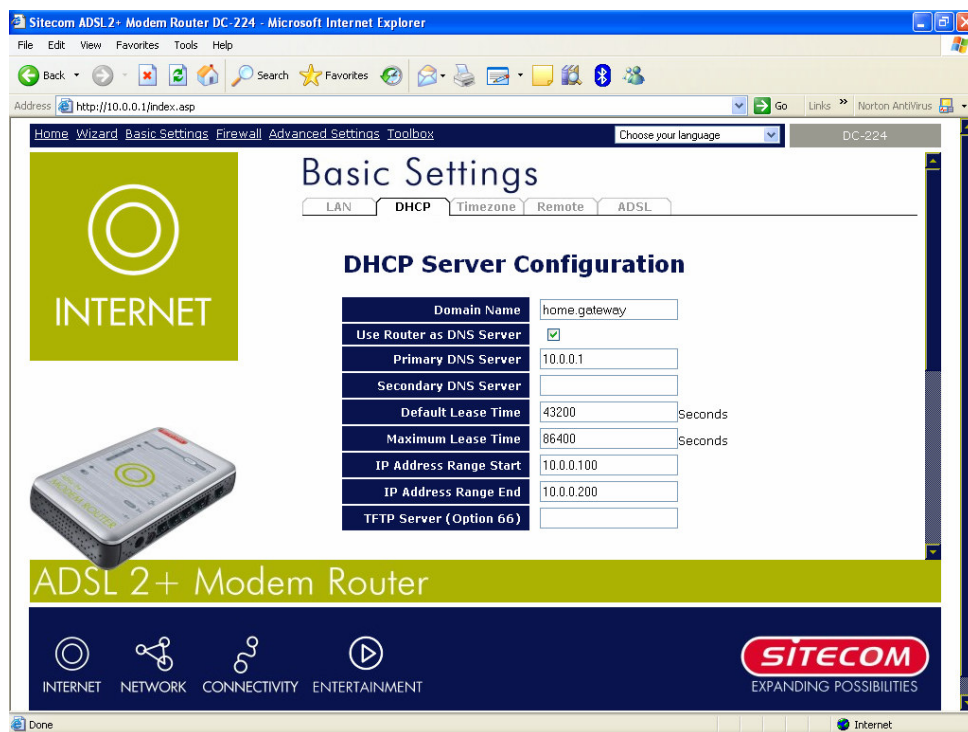 Sitecom ADSL2+ Modem Router DC-224 - Microsoft Internet Explorer
File Edit View Favorites Tools Help
Back Search Favorites
Address http://10.0.0.1/index.asp Go Links » Norton AntiVirus
Home Wizard Basic Settings Firewall Advanced Settings Toolbox Choose your language DC-224
Basic Settings
LAN DHCP Timezone Remote ADSL
INTERNET
DHCP Server Configuration
Domain Name home.gateway
Use Router as DNS Server
Primary DNS Server 10.0.0.1
Secondary DNS Server
Default Lease Time 43200 Seconds
Maximum Lease Time 86400 Seconds
IP Address Range Start 10.0.0.100
IP Address Range End 10.0.0.200
TFTP Server (Option 66)
ADSL 2+ Modem Router
INTERNET NETWORK CONNECTIVITY ENTERTAINMENT
SITECOM
EXPANDING POSSIBILITIES
Done Internet